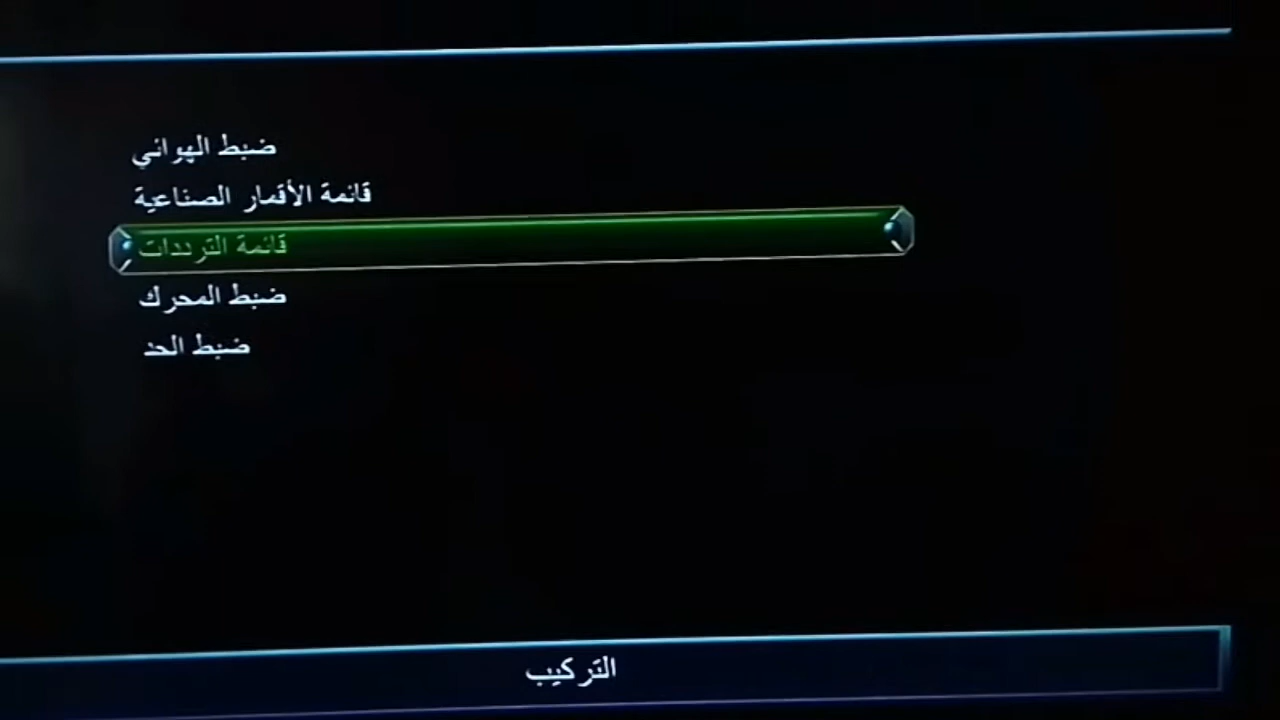 ضبط الهوائي
قائمة الأقمار الصناعية
قائمة الترددات
ضبط المحرك
ضبط الحد
التركيب